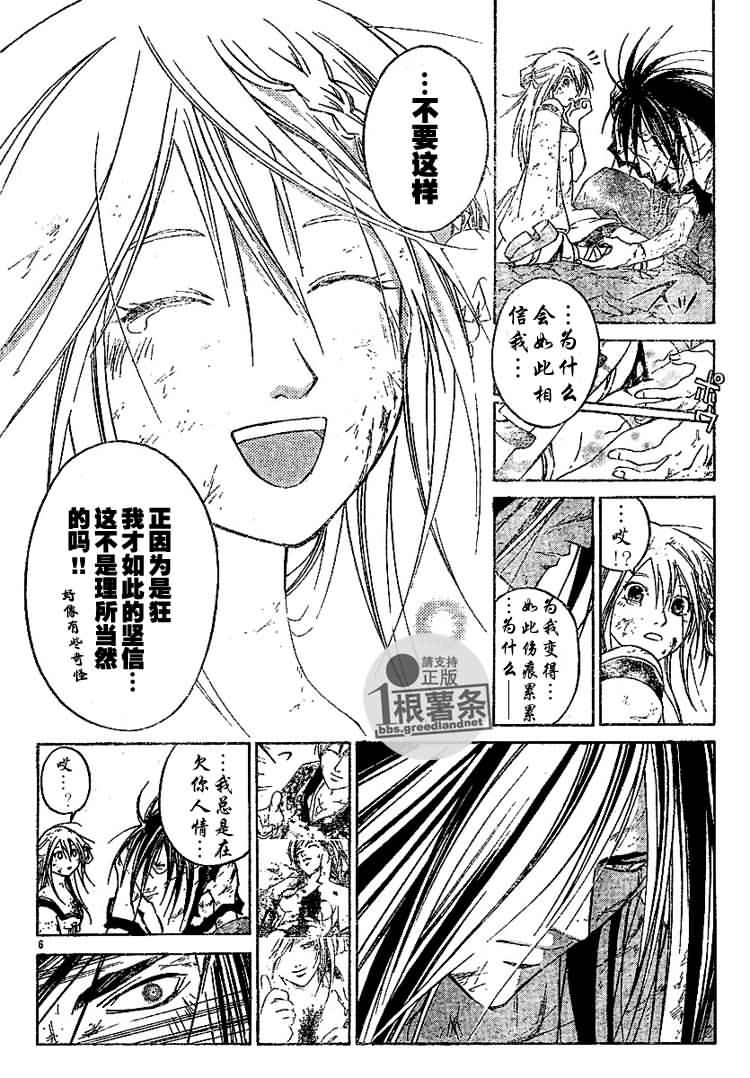 …为什么
会如此相
信我…
ポウ
…哎!?
为我变得…
如此伤痕累累
…为什么——
…不要这样
正因为是狂
我才如此的坚信…
这不是理所当然
的吗!!
好像有些奇怪
請支持
正版
1根薯条
bbs.greedland.net
…我总是在
欠你人情…
哎…?
6